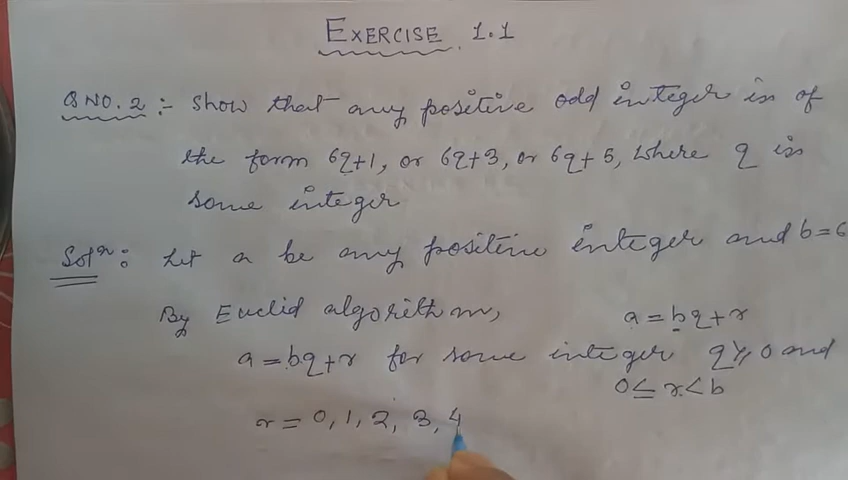 EXERCISE 1.1
Q NO. 2 :- Show that any positive odd integer is of
the form 6q+1, or 6q+3, or 6q+5, where q is
some integer
Solⁿ: Let a be any positive integer and b=6
By Euclid algorithm, a = bq+r
a = bq+r for some integer q≥0 and
0≤r<b
r = 0, 1, 2, 3, 4